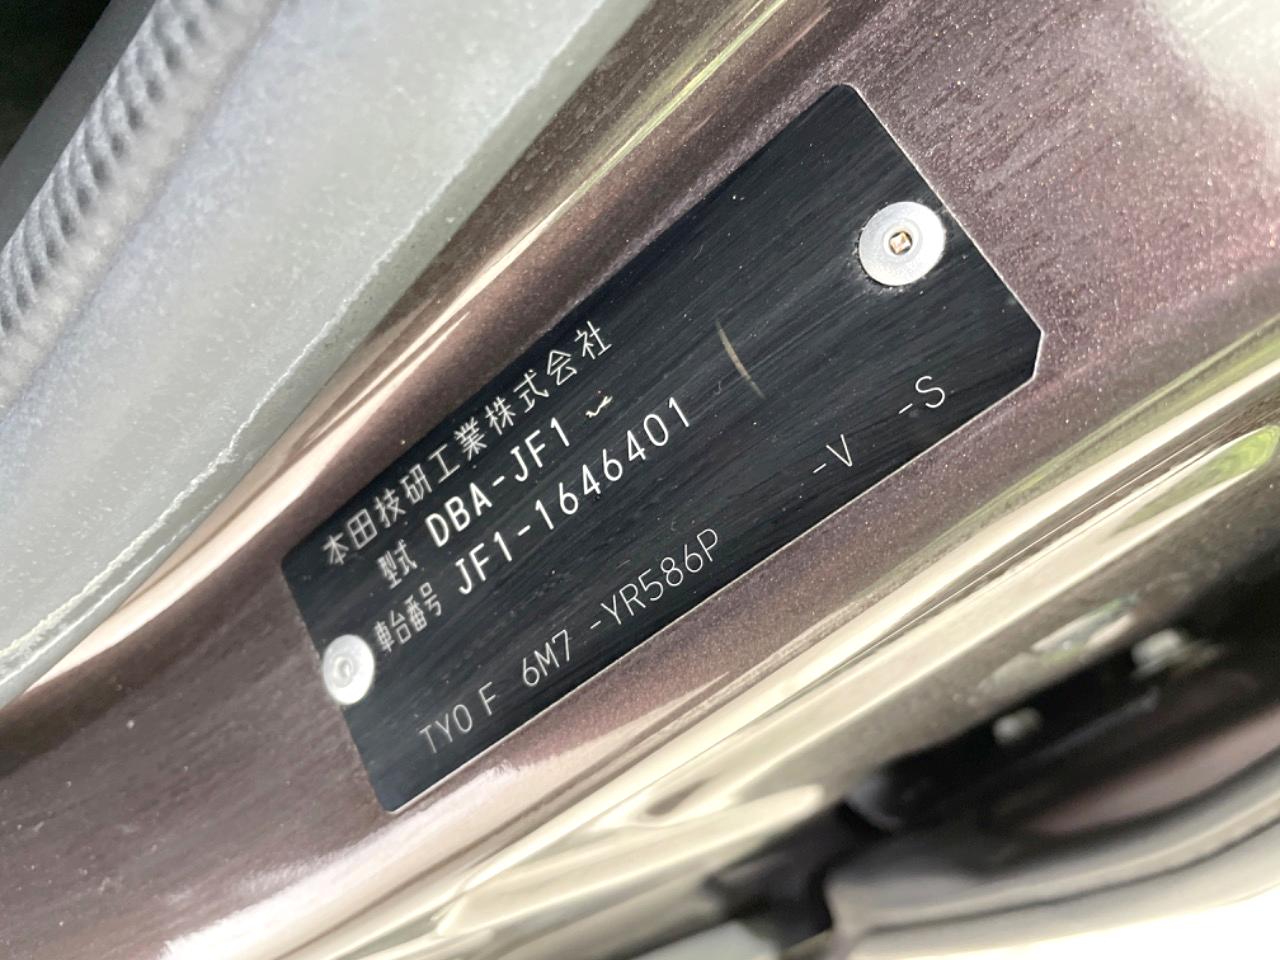 本田技研工業株式会社
型式 DBA-JF1
車台番号 JF1-1646401
TYO F 6M7 -YR586P -V -S